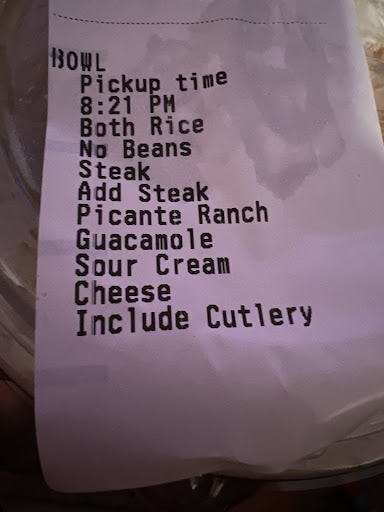 BOWL
Pickup time
8:21 PM
Both Rice
No Beans
Steak
Add Steak
Picante Ranch
Guacamole
Sour Cream
Cheese
Include Cutlery